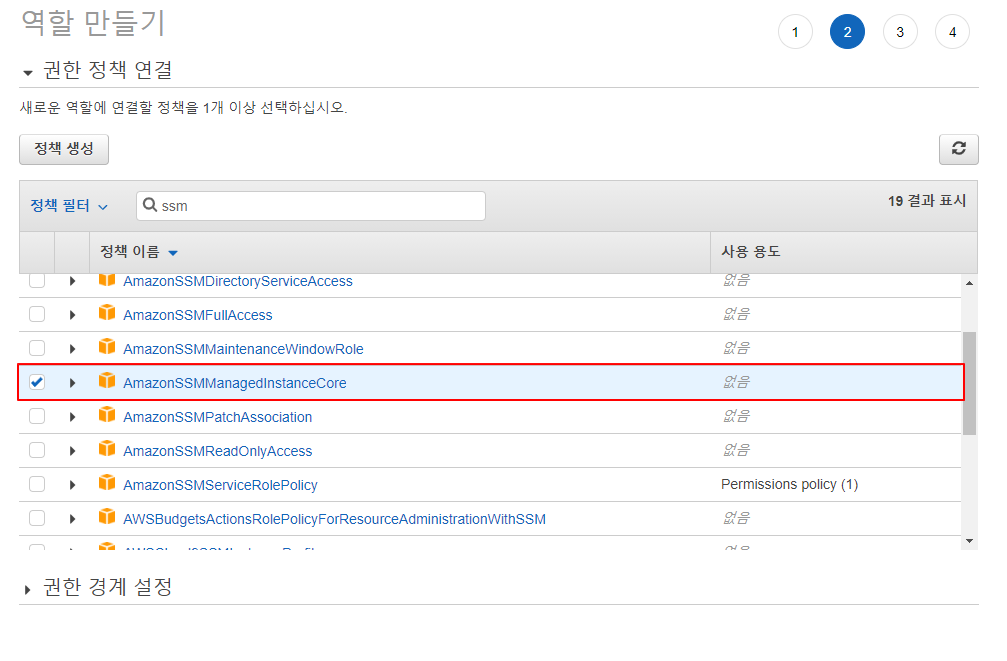 역할 만들기
1 2 3 4
권한 정책 연결
새로운 역할에 연결할 정책을 1개 이상 선택하십시오.
정책 생성
정책 필터 ssm 19 결과 표시
정책 이름 사용 용도
AmazonSSMDirectoryServiceAccess 없음
AmazonSSMFullAccess 없음
AmazonSSMMaintenanceWindowRole 없음
AmazonSSMManagedInstanceCore 없음
AmazonSSMPatchAssociation 없음
AmazonSSMReadOnlyAccess 없음
AmazonSSMServiceRolePolicy Permissions policy (1)
AWSBudgetsActionsRolePolicyForResourceAdministrationWithSSM 없음
권한 경계 설정